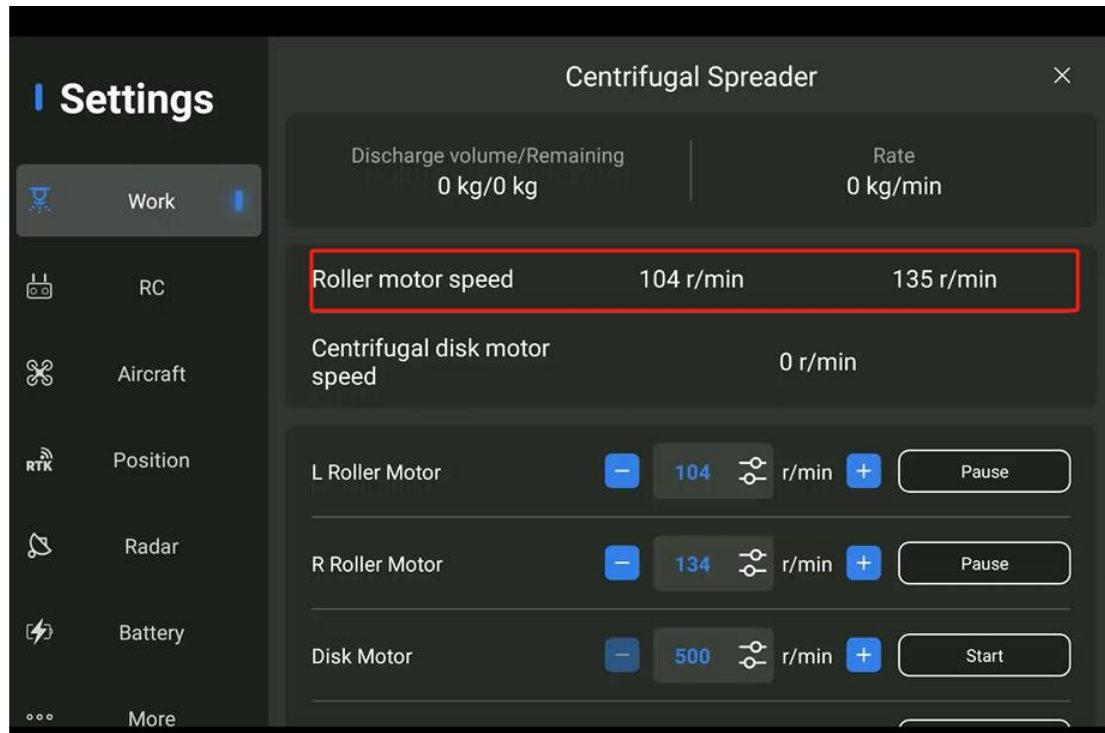 Settings
Work
RC
Aircraft
RTK
Position
Radar
Battery
More
Centrifugal Spreader
Discharge volume/Remaining
0 kg/0 kg
Rate
0 kg/min
Roller motor speed 104 r/min 135 r/min
Centrifugal disk motor
speed
0 r/min
L Roller Motor 104 r/min Pause
R Roller Motor 134 r/min Pause
Disk Motor 500 r/min Start